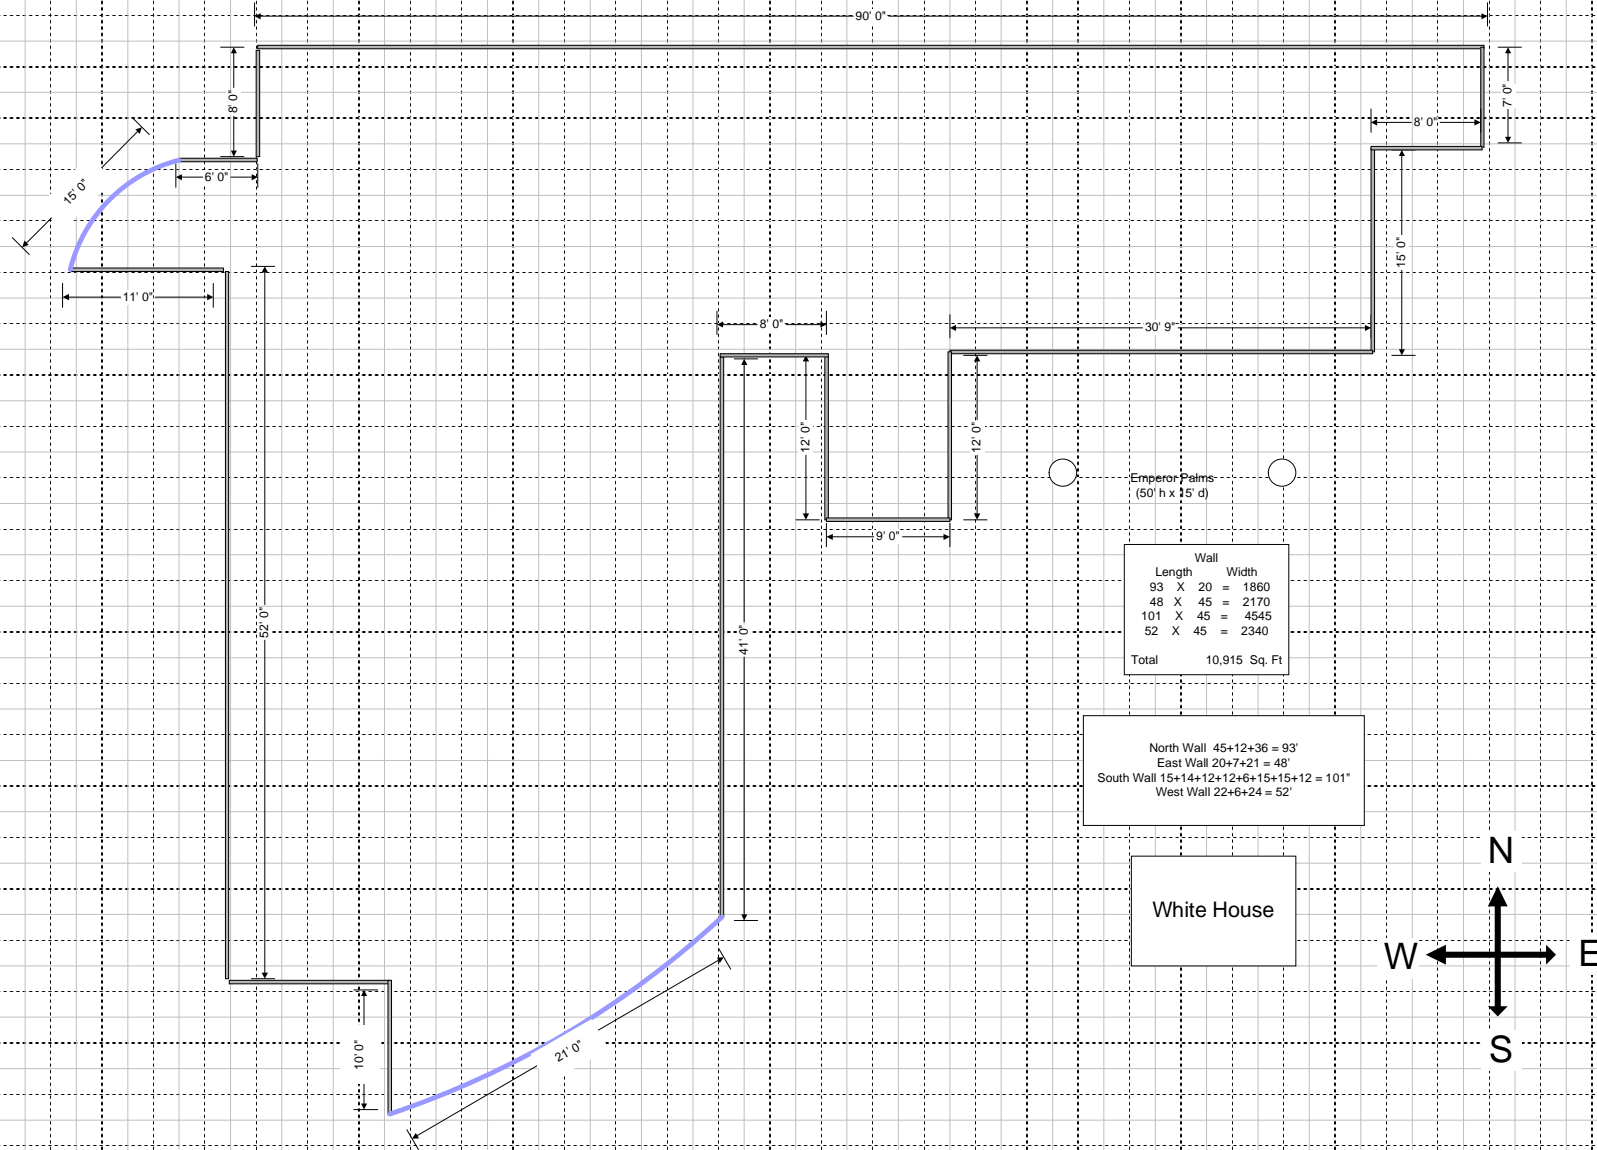 90' 0"
8' 0"
7' 0"
8' 0"
15' 0"
6' 0"
15' 0"
11' 0"
8' 0"
30' 9"
12' 0"
12' 0"
9' 0"
Emperor Palms
(50' h x 15' d)
Wall
Length Width
93 X 20 = 1860
48 X 45 = 2170
101 X 45 = 4545
52 X 45 = 2340
Total 10,915 Sq. Ft
52' 0"
41' 0"
North Wall 45+12+36 = 93'
East Wall 20+7+21 = 48'
South Wall 15+14+12+12+6+15+15+12 = 101"
West Wall 22+6+24 = 52'
White House
N
W E
S
10' 0"
21' 0"